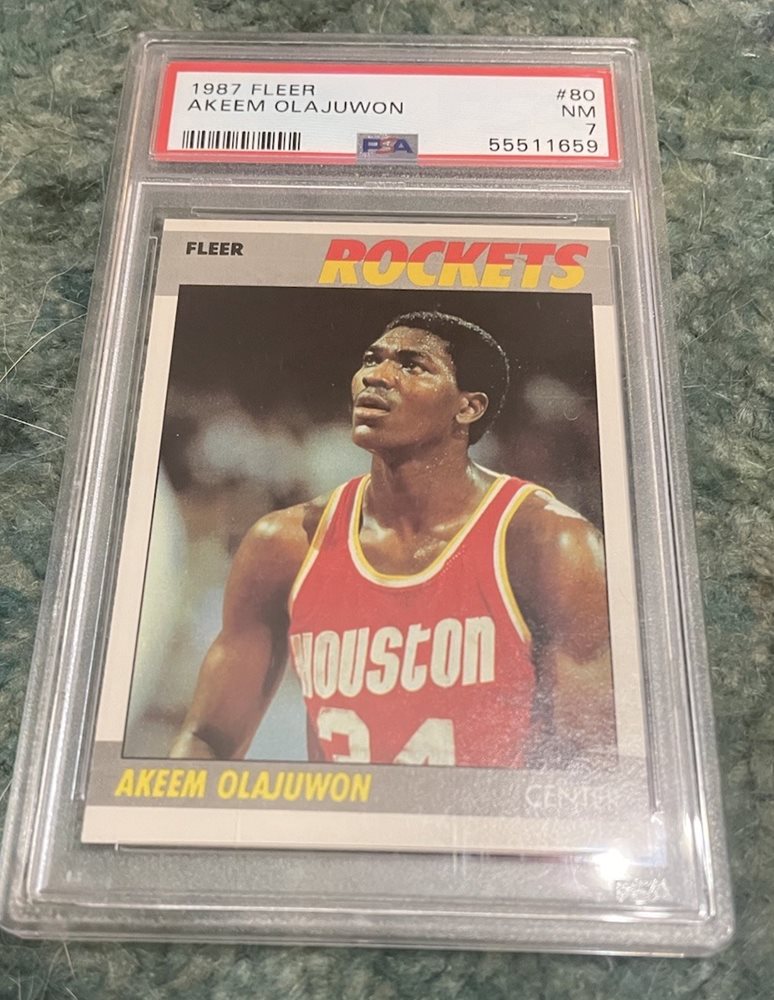 1987 FLEER #80
AKEEM OLAJUWON NM
7
PSA 55511659
FLEER ROCKETS
HOUSTON
34
AKEEM OLAJUWON CENTER